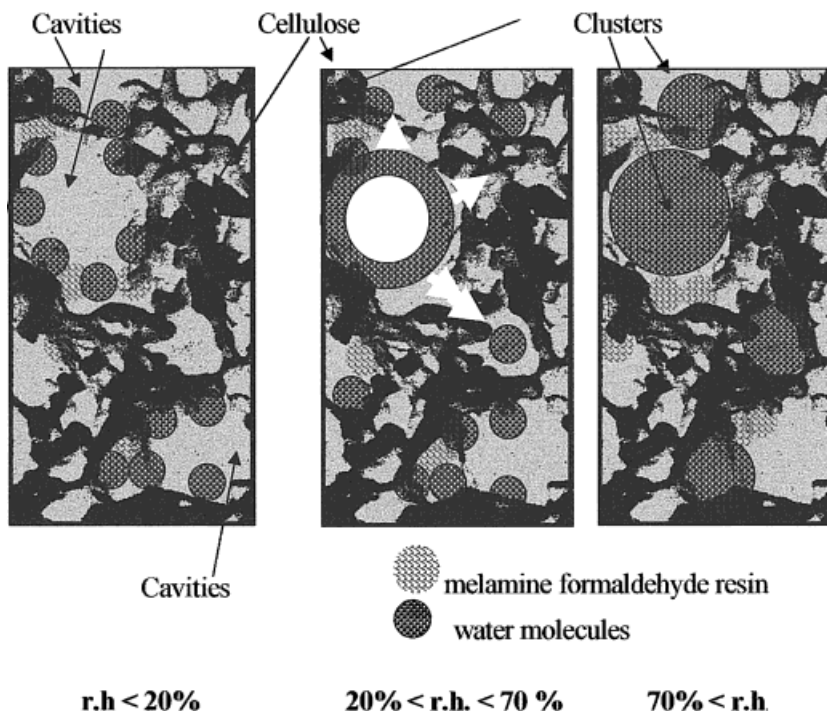 Cavities
Cellulose
Clusters
Cavities
melamine formaldehyde resin
water molecules
r.h < 20%
20% < r.h. < 70 %
70% < r.h.